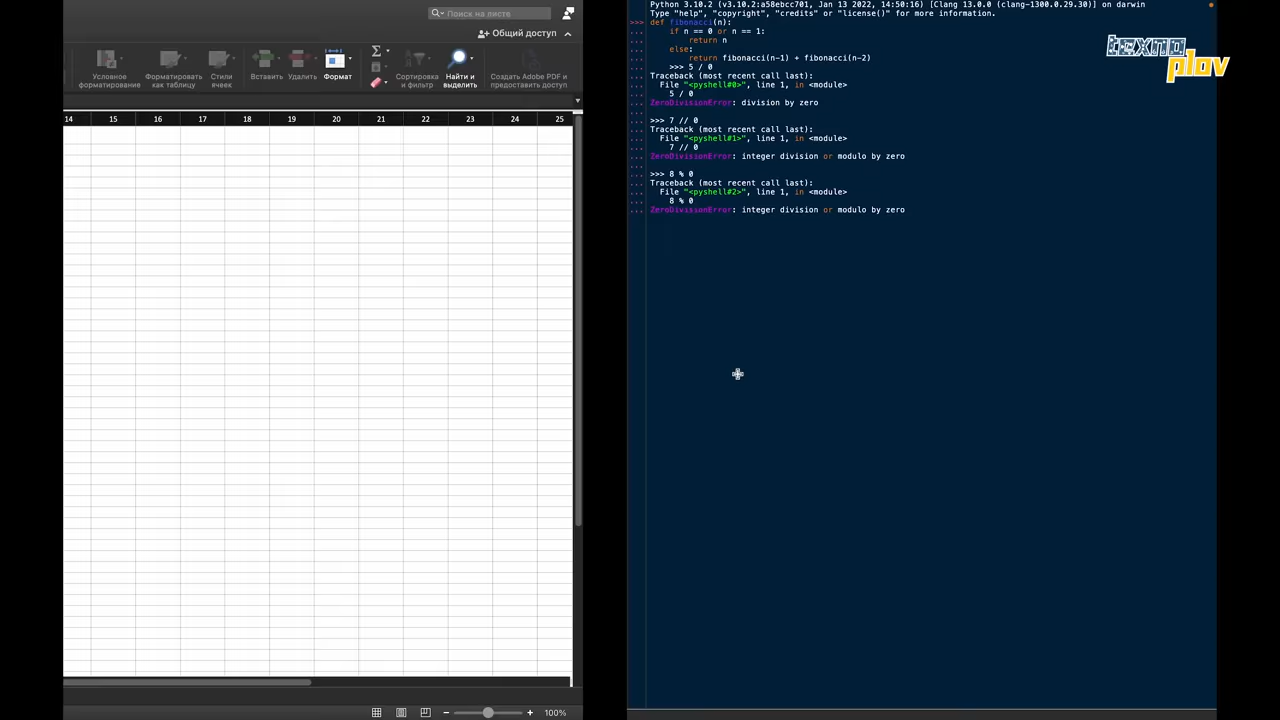 Поиск на листе
Общий доступ
Условное форматирование
Форматировать как таблицу
Стили ячеек
Вставить
Удалить
Формат
Сортировка и фильтр
Найти и выделить
Создать Adobe PDF и предоставить доступ
14 15 16 17 18 19 20 21 22 23 24 25
100%
Python 3.10.2 (v3.10.2:a58ebcc701, Jan 13 2022, 14:50:16) [Clang 13.0.0 (clang-1300.0.29.30)] on darwin
Type "help", "copyright", "credits" or "license()" for more information.
>>> def fibonacci(n):
... if n == 0 or n == 1:
... return n
... else:
... return fibonacci(n-1) + fibonacci(n-2)
... >>> 5 / 0
... Traceback (most recent call last):
... File "<pyshell#0>", line 1, in <module>
... 5 / 0
... ZeroDivisionError: division by zero
...
... >>> 7 // 0
... Traceback (most recent call last):
... File "<pyshell#1>", line 1, in <module>
... 7 // 0
... ZeroDivisionError: integer division or modulo by zero
...
... >>> 8 % 0
... Traceback (most recent call last):
... File "<pyshell#2>", line 1, in <module>
... 8 % 0
... ZeroDivisionError: integer division or modulo by zero
texno
plov